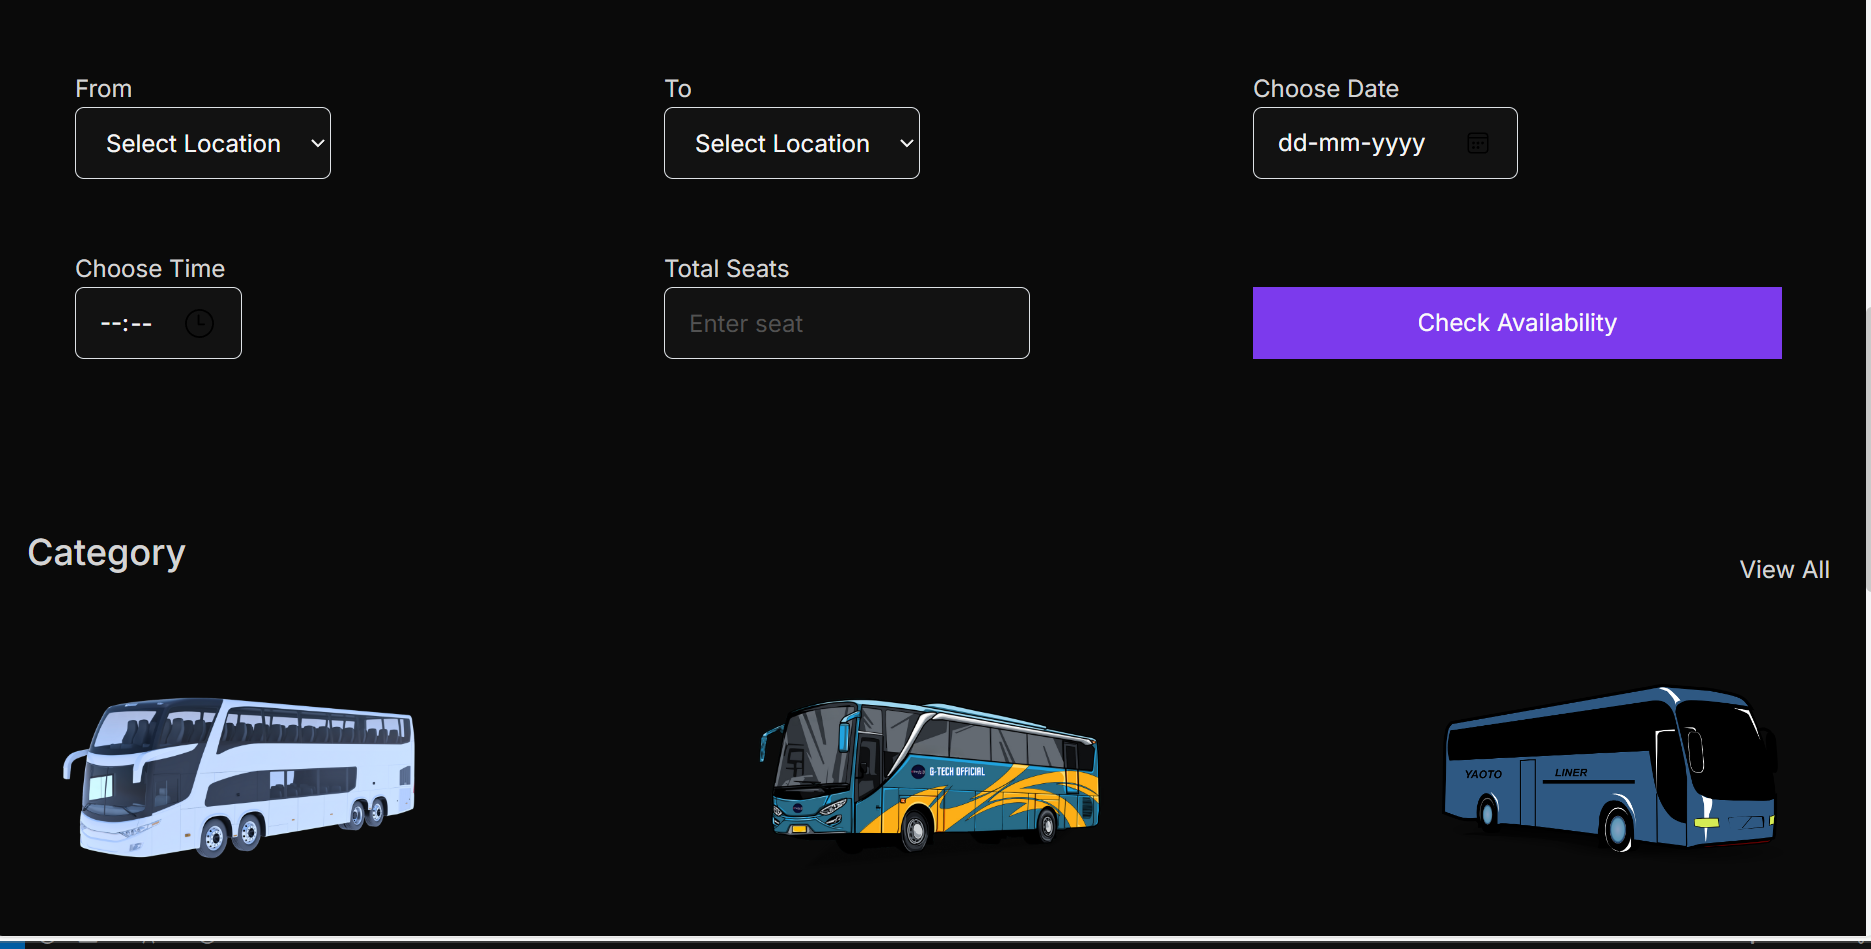 From
To
Choose Date
Select Location
Select Location
dd-mm-yyyy
Choose Time
Total Seats
--:--
Enter seat
Check Availability
Category
View All
G-TECH OFFICIAL
YAOTO LINER